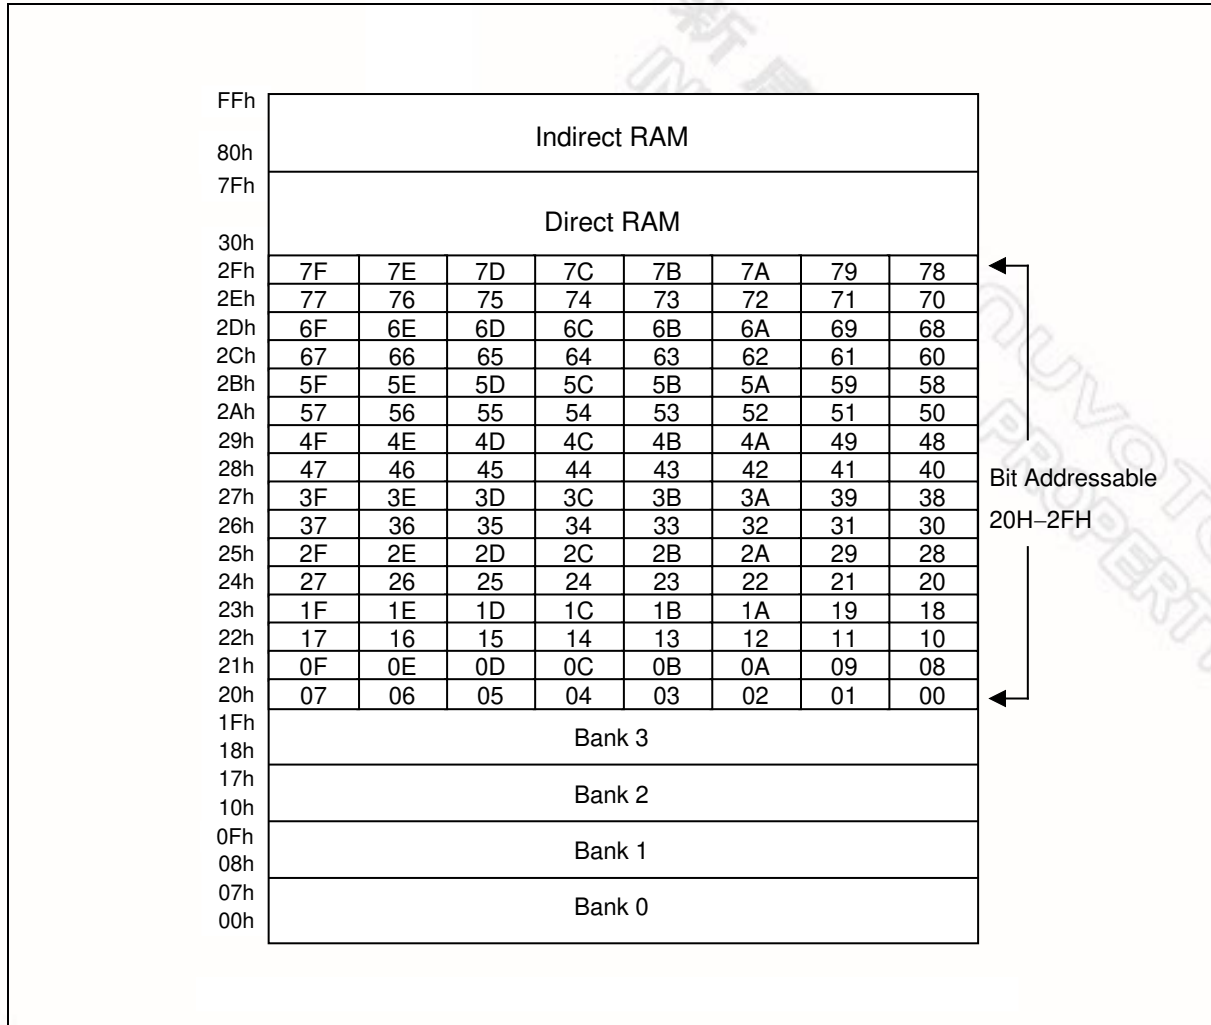 新
IN
FFh
Indirect RAM
80h
7Fh
Direct RAM
30h
2Fh 7F 7E 7D 7C 7B 7A 79 78
2Eh 77 76 75 74 73 72 71 70
2Dh 6F 6E 6D 6C 6B 6A 69 68
2Ch 67 66 65 64 63 62 61 60
2Bh 5F 5E 5D 5C 5B 5A 59 58
2Ah 57 56 55 54 53 52 51 50
29h 4F 4E 4D 4C 4B 4A 49 48
28h 47 46 45 44 43 42 41 40
27h 3F 3E 3D 3C 3B 3A 39 38
26h 37 36 35 34 33 32 31 30
25h 2F 2E 2D 2C 2B 2A 29 28
24h 27 26 25 24 23 22 21 20
23h 1F 1E 1D 1C 1B 1A 19 18
22h 17 16 15 14 13 12 11 10
21h 0F 0E 0D 0C 0B 0A 09 08
20h 07 06 05 04 03 02 01 00
Bit Addressable
20H–2FH
1Fh
Bank 3
18h
17h
Bank 2
10h
0Fh
Bank 1
08h
07h
Bank 0
00h
nuvoTo
PROPERT